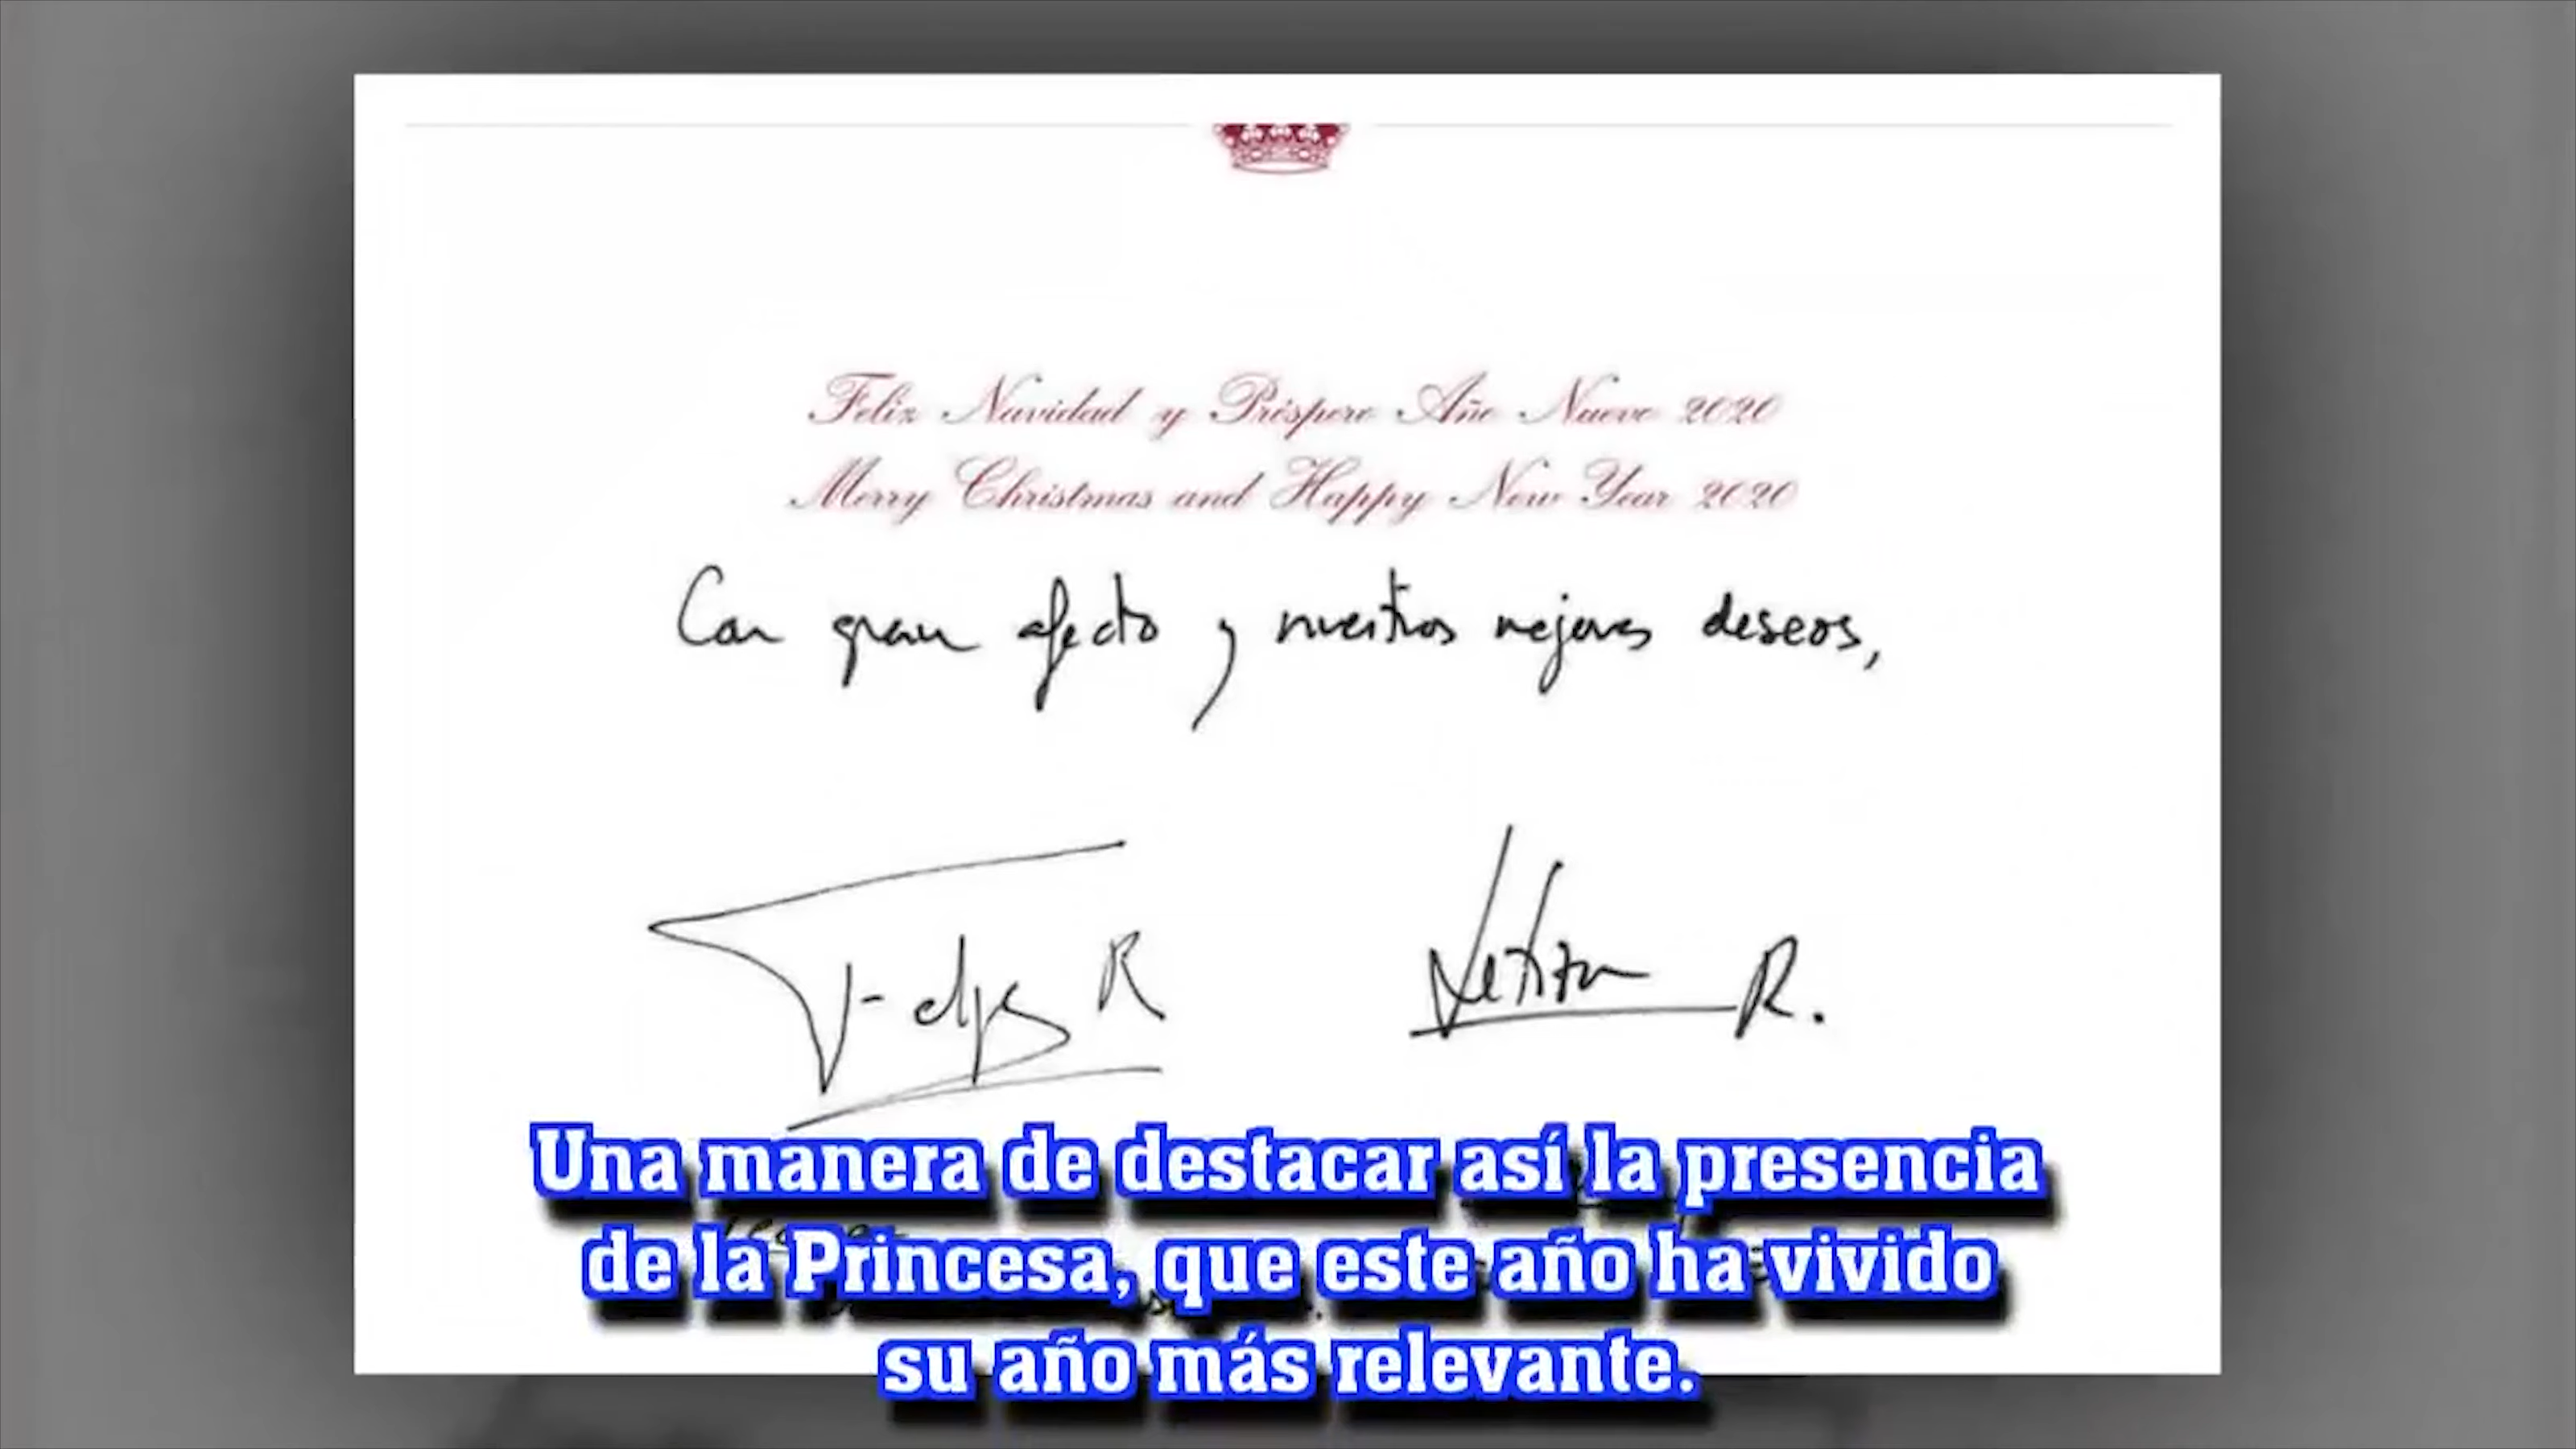 Feliz Navidad y Próspero Año Nuevo 2020
Merry Christmas and Happy New Year 2020
Con gran afecto y nuestros mejores deseos,
Felipe R
Letizia R.
Una manera de destacar así la presencia
de la Princesa, que este año ha vivido
su año más relevante.